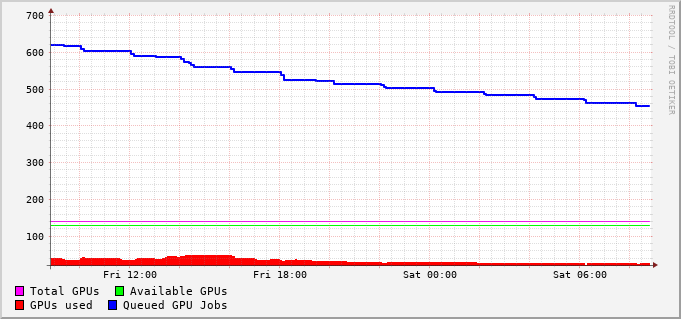 700
600
500
400
300
200
100
Fri 12:00 Fri 18:00 Sat 00:00 Sat 06:00
Total GPUs Available GPUs
GPUs used Queued GPU Jobs
RRDTOOL / TOBI OETIKER